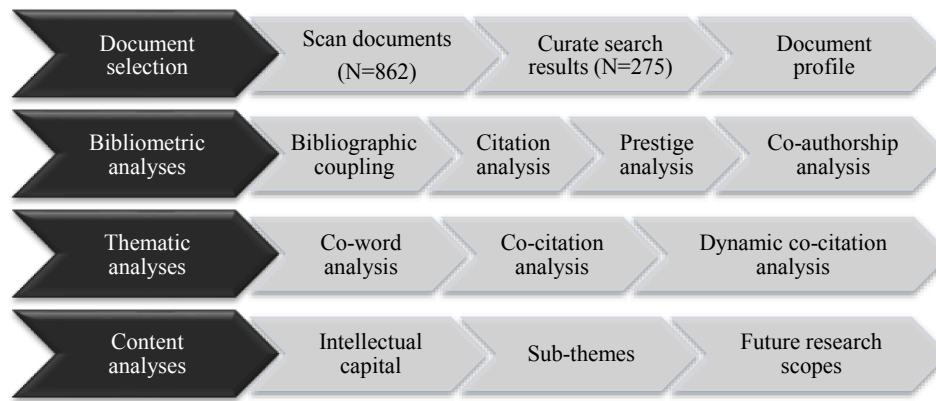 Document
selection
Scan documents
(N=862)
Curate search
results (N=275)
Document
profile
Bibliometric
analyses
Bibliographic
coupling
Citation
analysis
Prestige
analysis
Co-authorship
analysis
Thematic
analyses
Co-word
analysis
Co-citation
analysis
Dynamic co-citation
analysis
Content
analyses
Intellectual
capital
Sub-themes
Future research
scopes